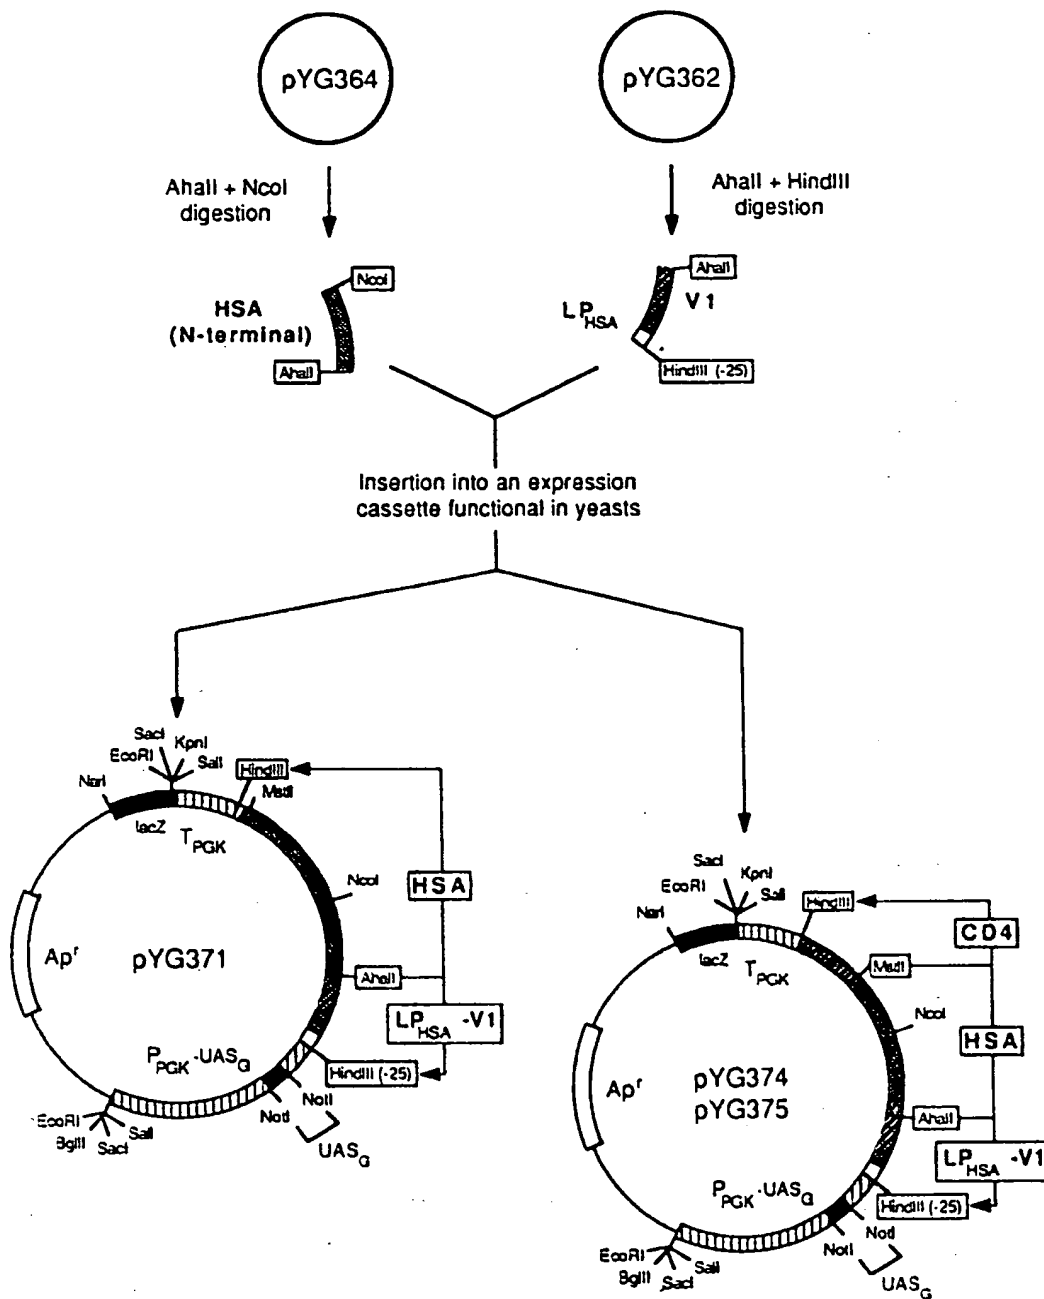 pYG364
pYG362
AhaII + NcoI
digestion
AhaII + HindIII
digestion
NcoI
HSA
(N-terminal)
AhaII
AhaII
V1
LP HSA
HindIII (-25)
Insertion into an expression
cassette functional in yeasts
SacI
KpnI
EcoRI
SalI
HindIII
NarI
MstII
lacZ
T PGK
NcoI
HSA
Ap r
pYG371
AhaII
LP HSA -V1
P PGK -UAS G
HindIII (-25)
NotI
NotI
EcoRI
BglII
SacI
SalI
UAS G
SacI
KpnI
EcoRI
SalI
HindIII
NarI
CD4
lacZ
T PGK
MstII
NcoI
HSA
Ap r
pYG374
pYG375
AhaII
LP HSA -V1
P PGK -UAS G
HindIII (-25)
NotI
NotI
EcoRI
BglII
SacI
SalI
UAS G